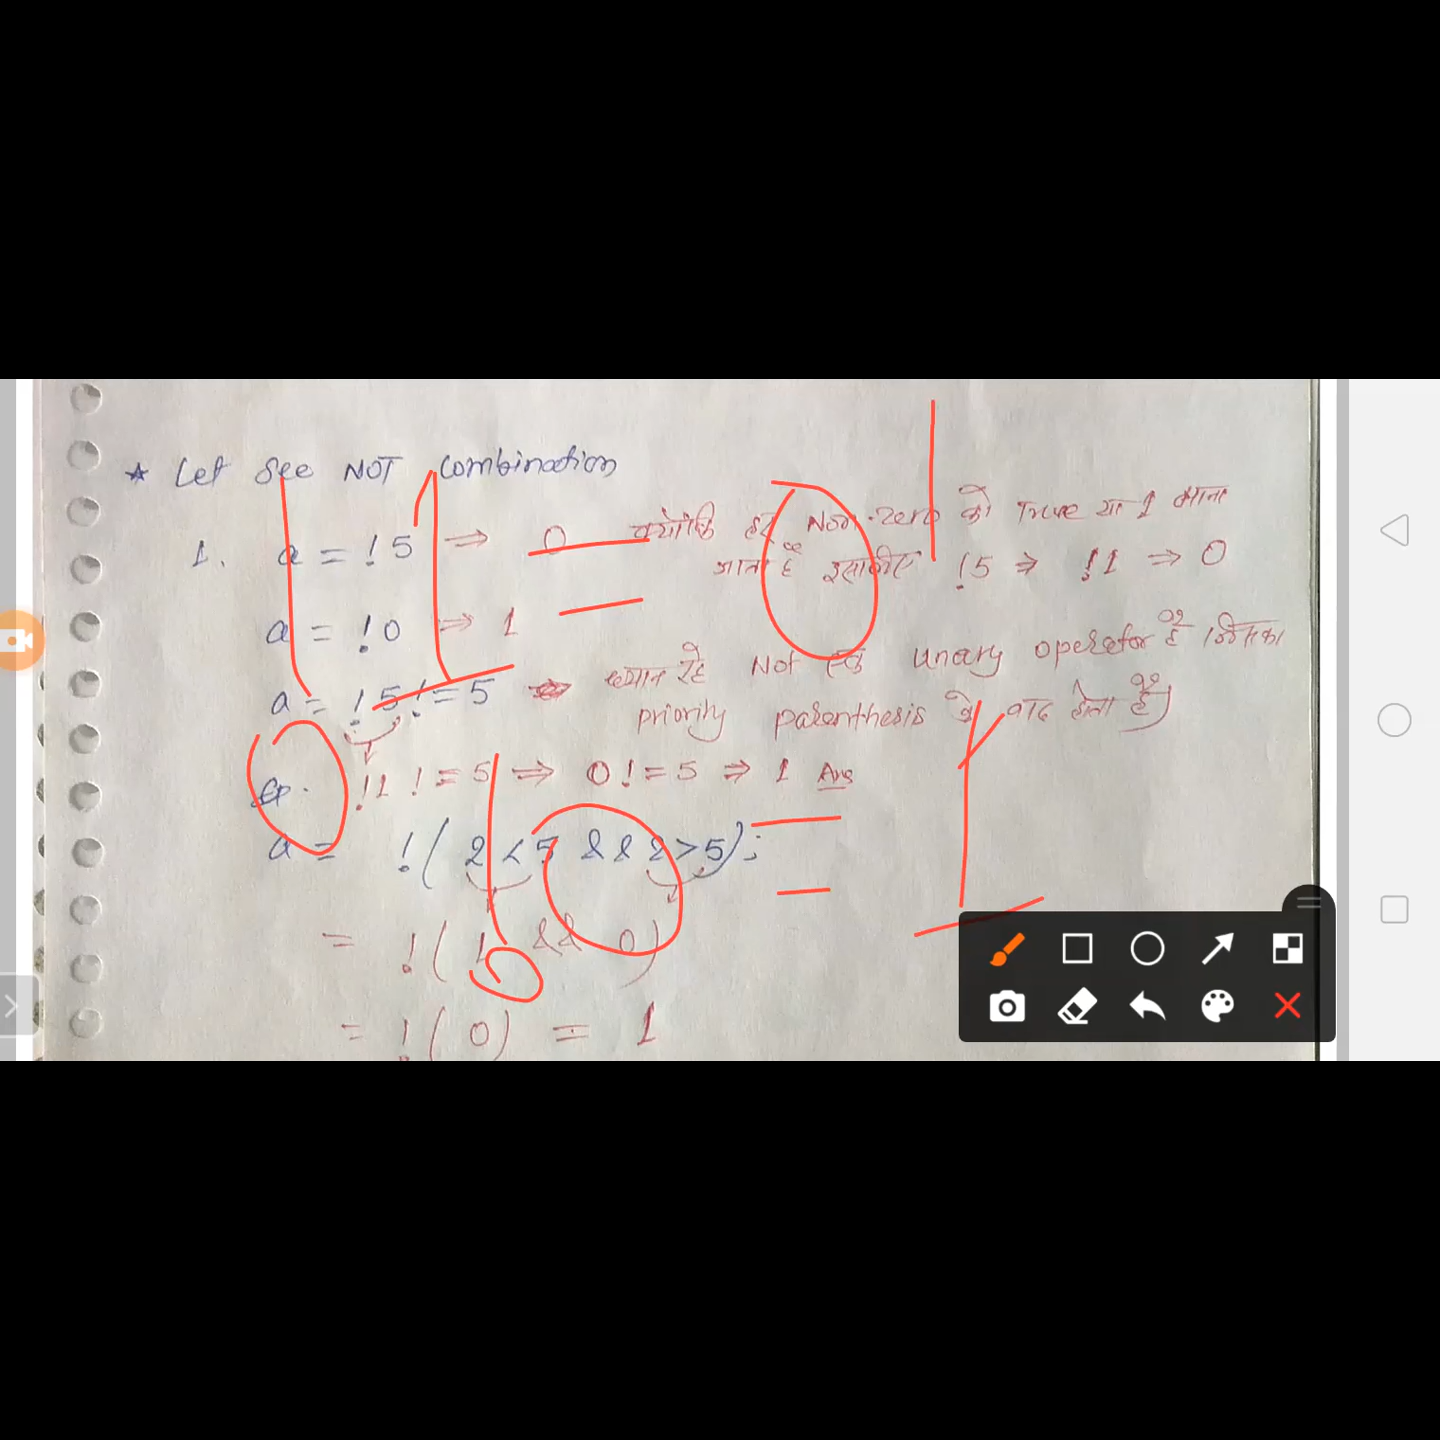 * Let See NOT Combination
1. a = !5 ⇒ 0 क्योंकि हर Non-zero को True या 1 माना
जाता है इसलिए !5 ⇒ !1 ⇒ 0
a = !0 ⇒ 1
ध्यान रहे Not एक unary operator है जिसका
a = !5 != 5
priority parenthesis के बाद होता है)
!1 != 5 ⇒ 0 != 5 ⇒ 1 Ans
a = !(2<5 && 2>5);
= !(1 && 0)
= !(0) = 1